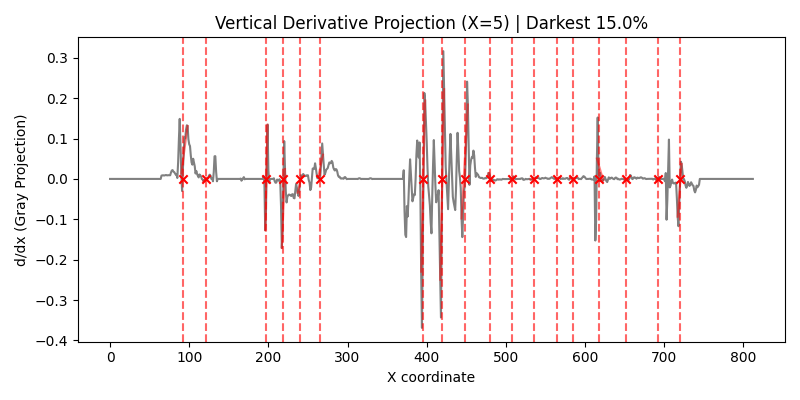 Vertical Derivative Projection (X=5) | Darkest 15.0%
d/dx (Gray Projection)
0.3
0.2
0.1
0.0
−0.1
−0.2
−0.3
−0.4
0 100 200 300 400 500 600 700 800
X coordinate